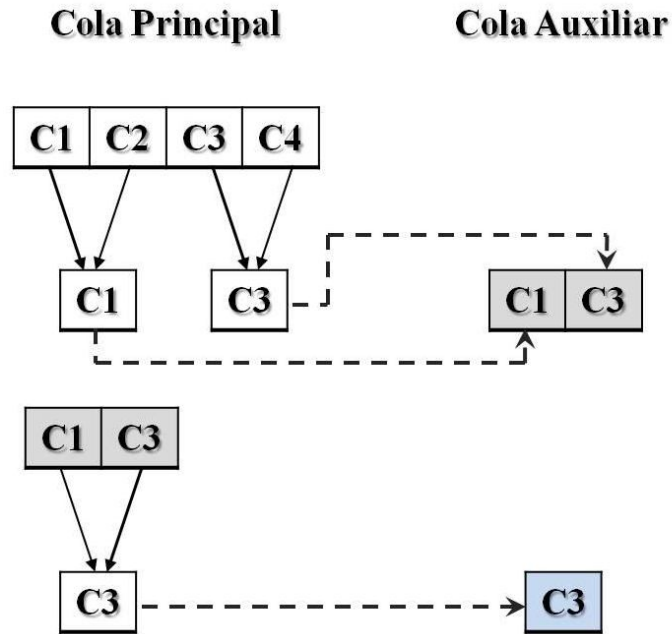 Cola Principal Cola Auxiliar
C1 C2 C3 C4
C1 C3 C1 C3
C1 C3
C3 C3